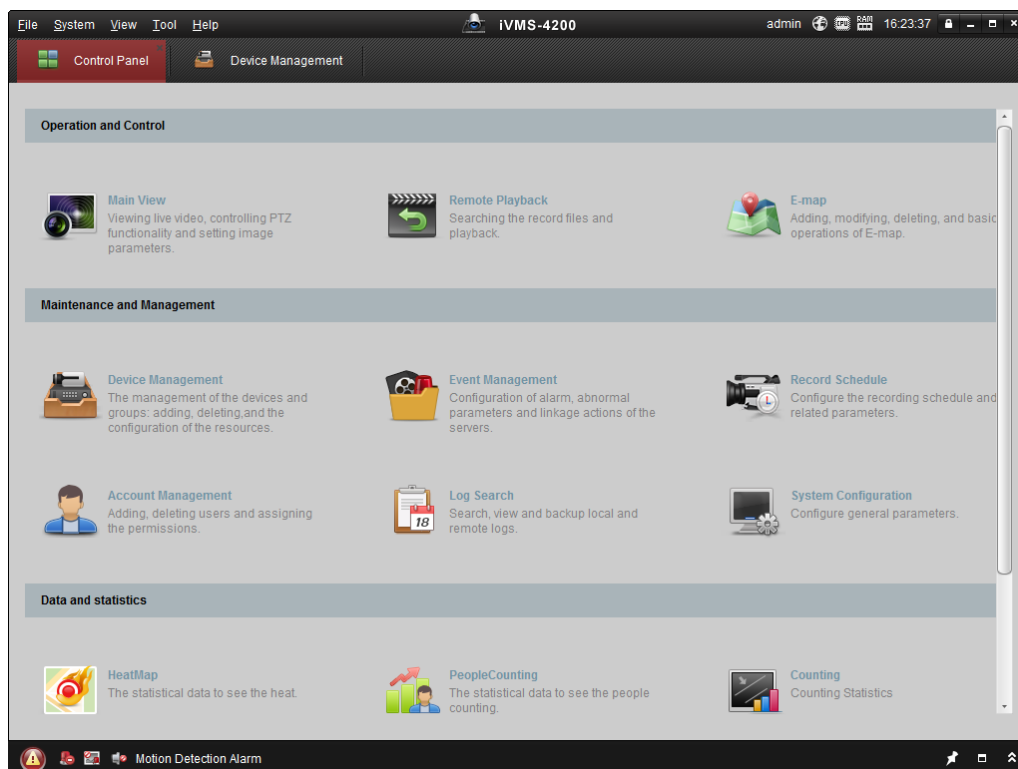 File System View Tool Help iVMS-4200 admin CPU RAM 16:23:37
Control Panel Device Management
Operation and Control
Main View
Viewing live video, controlling PTZ
functionality and setting image
parameters.
Remote Playback
Searching the record files and
playback.
E-map
Adding, modifying, deleting, and basic
operations of E-map.
Maintenance and Management
Device Management
The management of the devices and
groups: adding, deleting,and the
configuration of the resources.
Event Management
Configuration of alarm, abnormal
parameters and linkage actions of the
servers.
Record Schedule
Configure the recording schedule and
related parameters.
Account Management
Adding, deleting users and assigning
the permissions.
18
Log Search
Search, view and backup local and
remote logs.
System Configuration
Configure general parameters.
Data and statistics
HeatMap
The statistical data to see the heat.
PeopleCounting
The statistical data to see the people
counting.
Counting
Counting Statistics
Motion Detection Alarm